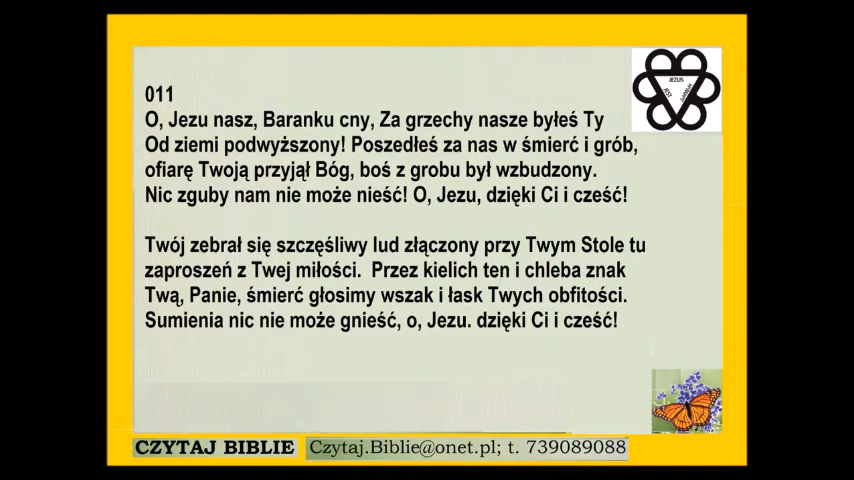 011
O, Jezu nasz, Baranku cny, Za grzechy nasze byłeś Ty
Od ziemi podwyższony! Poszedłeś za nas w śmierć i grób,
ofiarę Twoją przyjął Bóg, boś z grobu był wzbudzony.
Nic zguby nam nie może nieść! O, Jezu, dzięki Ci i cześć!
Twój zebrał się szczęśliwy lud złączony przy Twym Stole tu
zaproszeń z Twej miłości. Przez kielich ten i chleba znak
Twą, Panie, śmierć głosimy wszak i łask Twych obfitości.
Sumienia nic nie może gnieść, o, Jezu. dzięki Ci i cześć!
JEZUS
JEST
PANEM
CZYTAJ BIBLIE
Czytaj.Biblie@onet.pl; t. 739089088